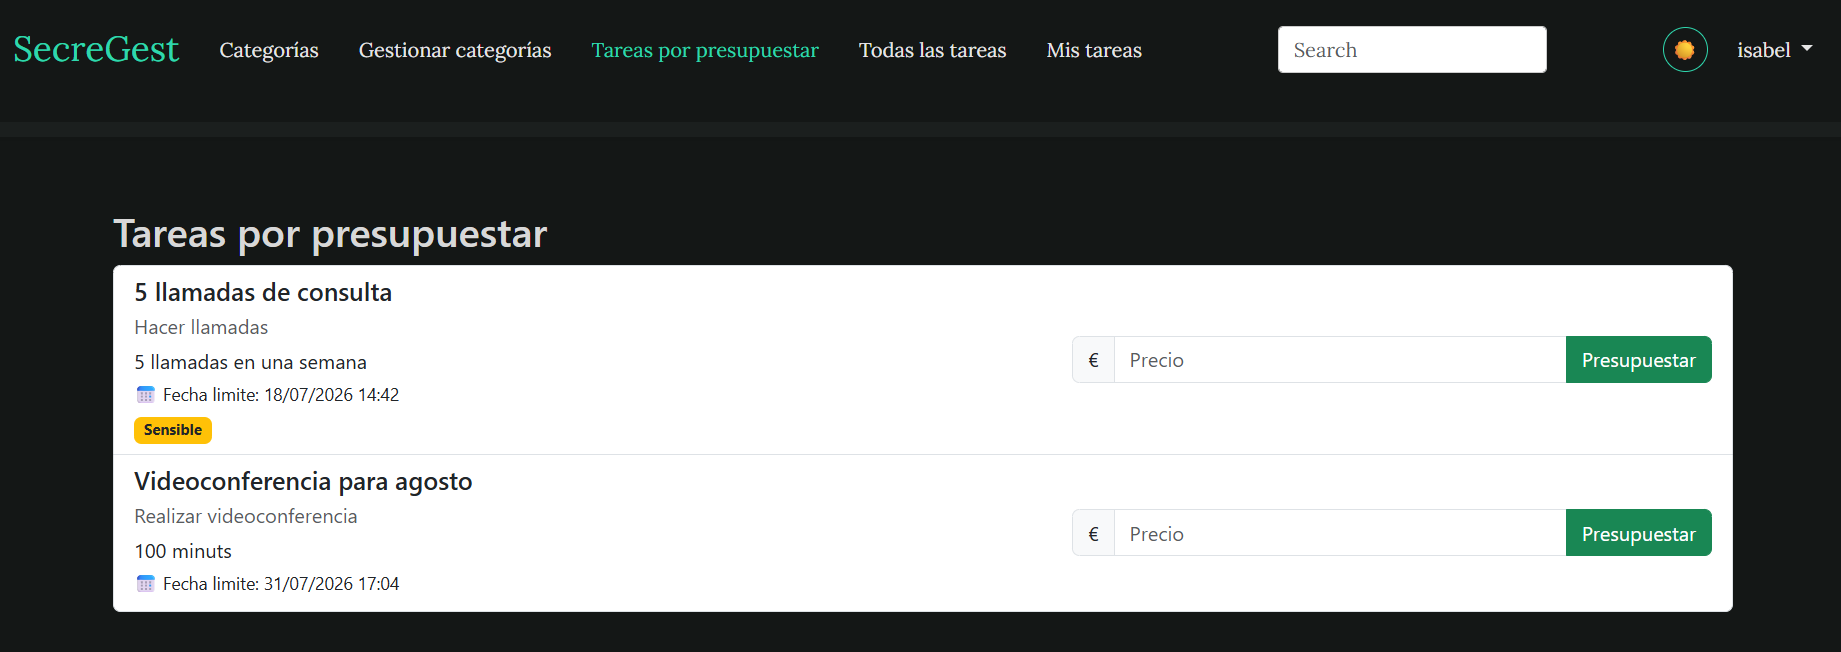 SecreGest Categorías Gestionar categorías Tareas por presupuestar Todas las tareas Mis tareas Search isabel
Tareas por presupuestar
5 llamadas de consulta
Hacer llamadas
5 llamadas en una semana
€ Precio Presupuestar
Fecha limite: 18/07/2026 14:42
Sensible
Videoconferencia para agosto
Realizar videoconferencia
100 minuts
€ Precio Presupuestar
Fecha limite: 31/07/2026 17:04